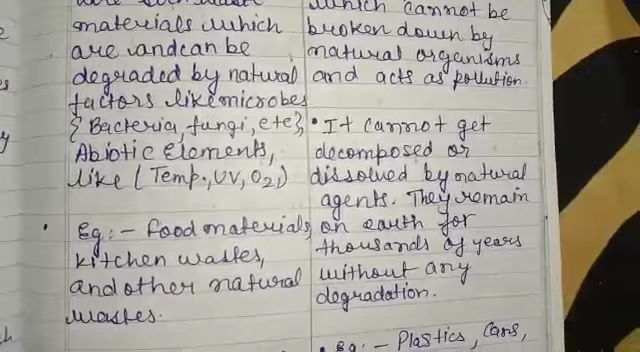 materials which
are and can be
degraded by natural
factors like microbes
{ Bacteria, fungi, etc},
Abiotic Elements,
like ( Temp., UV, O2,)
• Eg:- food materials,
kitchen wastes,
and other natural
wastes.
which cannot be
broken down by
natural organisms
and acts as pollution.
• It cannot get
decomposed or
dissolved by natural
agents. They remain
on earth for
thousands of years
without any
degradation.
• Eg:- Plastics, Cans,